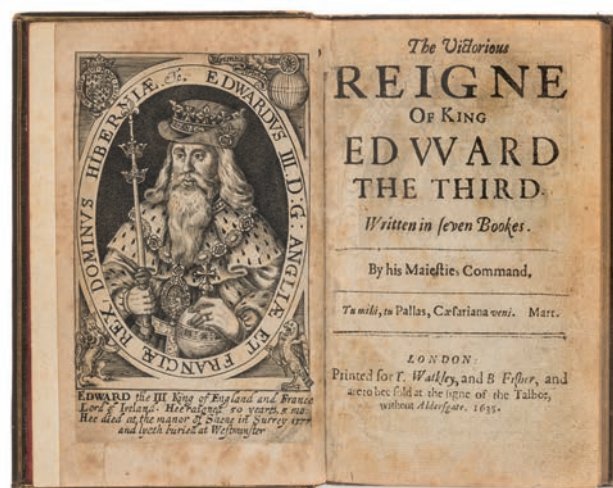 EDWARDVS III. D: G: ANGLIÆ ET FRANCIÆ REX: DOMINVS HIBERNIÆ. &c.
EDWARD the III King of England and France
Lord of Ireland. Hee raigned 50 yeares, 5 mo.
Hee died at the manor of Shene in Surrey 1377
and lyeth buried at Westminster
The Victorious
REIGNE
OF KING
EDVVARD
THE THIRD.
Written in ſeven Bookes.
By his Maieſties Command.
Tu mihi, tu Pallas, Cæſariana veni. Mart.
LONDON:
Printed for T. Walkley, and B. Fiſher, and
are to bee ſold at the ſigne of the Talbot,
without Alderſgate. 1635.